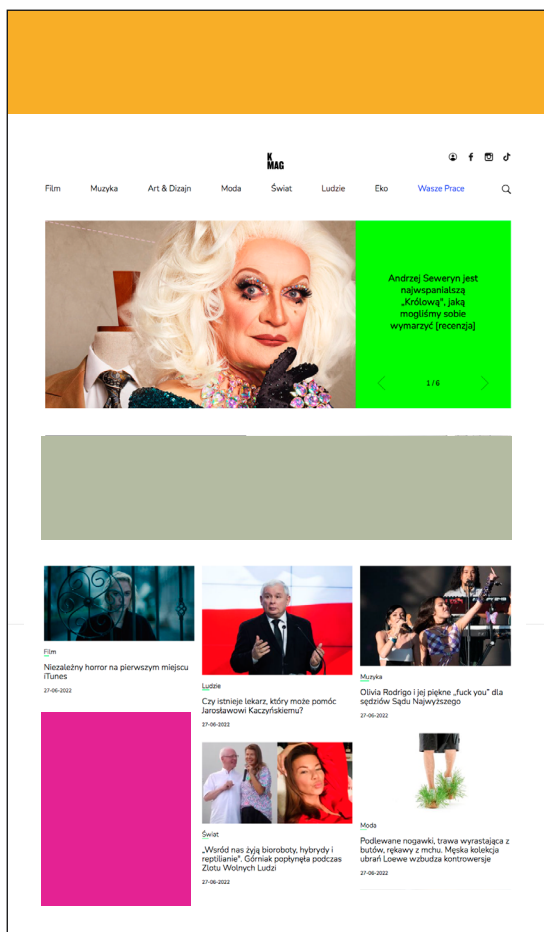 K
MAG
Film Muzyka Art & Dizajn Moda Świat Ludzie Eko Wasze Prace
Andrzej Seweryn jest
najwspanialszą
„Królową", jaką
mogliśmy sobie
wymarzyć [recenzja]
1 / 6
Film
Niezależny horror na pierwszym miejscu
iTunes
27-06-2022
Ludzie
Czy istnieje lekarz, który może pomóc
Jarosławowi Kaczyńskiemu?
27-06-2022
Muzyka
Olivia Rodrigo i jej piękne „fuck you" dla
sędziów Sądu Najwyższego
27-06-2022
Świat
„Wsród nas żyją bioroboty, hybrydy i
reptilianie". Górniak popłynęła podczas
Zlotu Wolnych Ludzi
27-06-2022
Moda
Podlewane nogawki, trawa wyrastająca z
butów, rękawy z mchu. Męska kolekcja
ubrań Loewe wzbudza kontrowersje
27-06-2022